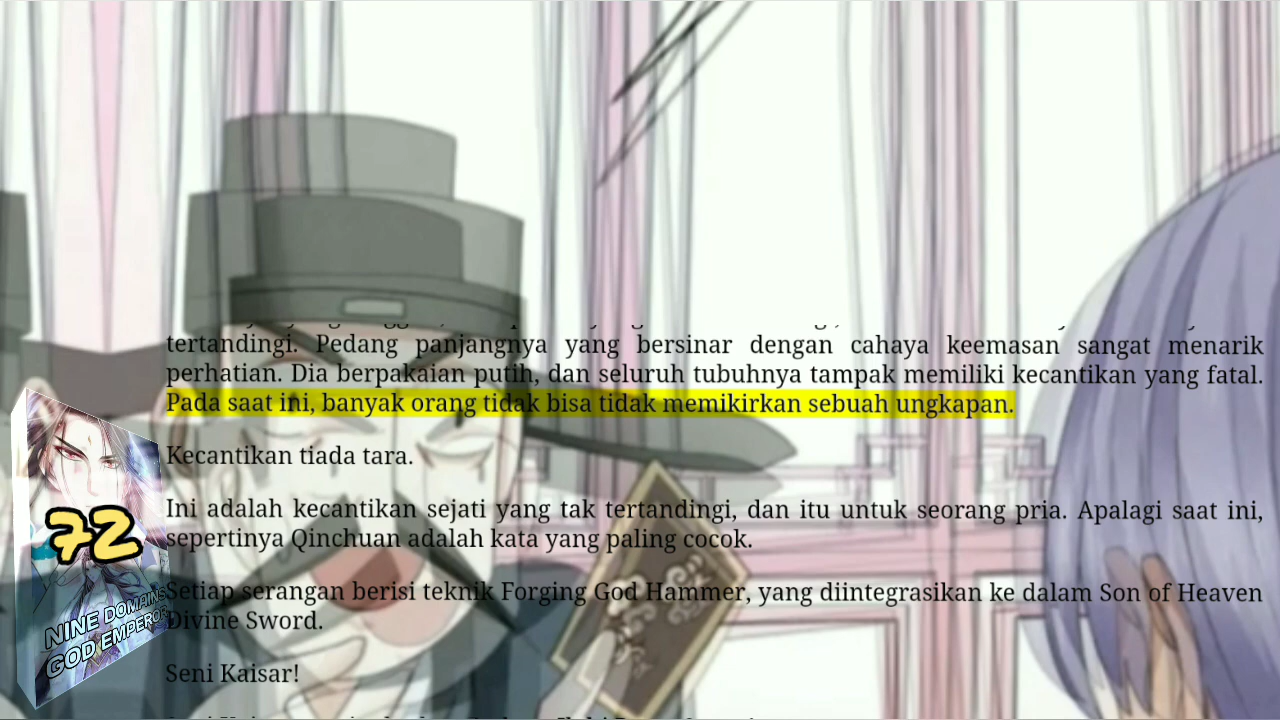 tertandingi. Pedang panjangnya yang bersinar dengan cahaya keemasan sangat menarik
perhatian. Dia berpakaian putih, dan seluruh tubuhnya tampak memiliki kecantikan yang fatal.
Pada saat ini, banyak orang tidak bisa tidak memikirkan sebuah ungkapan.
Kecantikan tiada tara.
Ini adalah kecantikan sejati yang tak tertandingi, dan itu untuk seorang pria. Apalagi saat ini,
sepertinya Qinchuan adalah kata yang paling cocok.
Setiap serangan berisi teknik Forging God Hammer, yang diintegrasikan ke dalam Son of Heaven
Divine Sword.
Seni Kaisar!
72
NINE DOMAINS
GOD EMPEROR